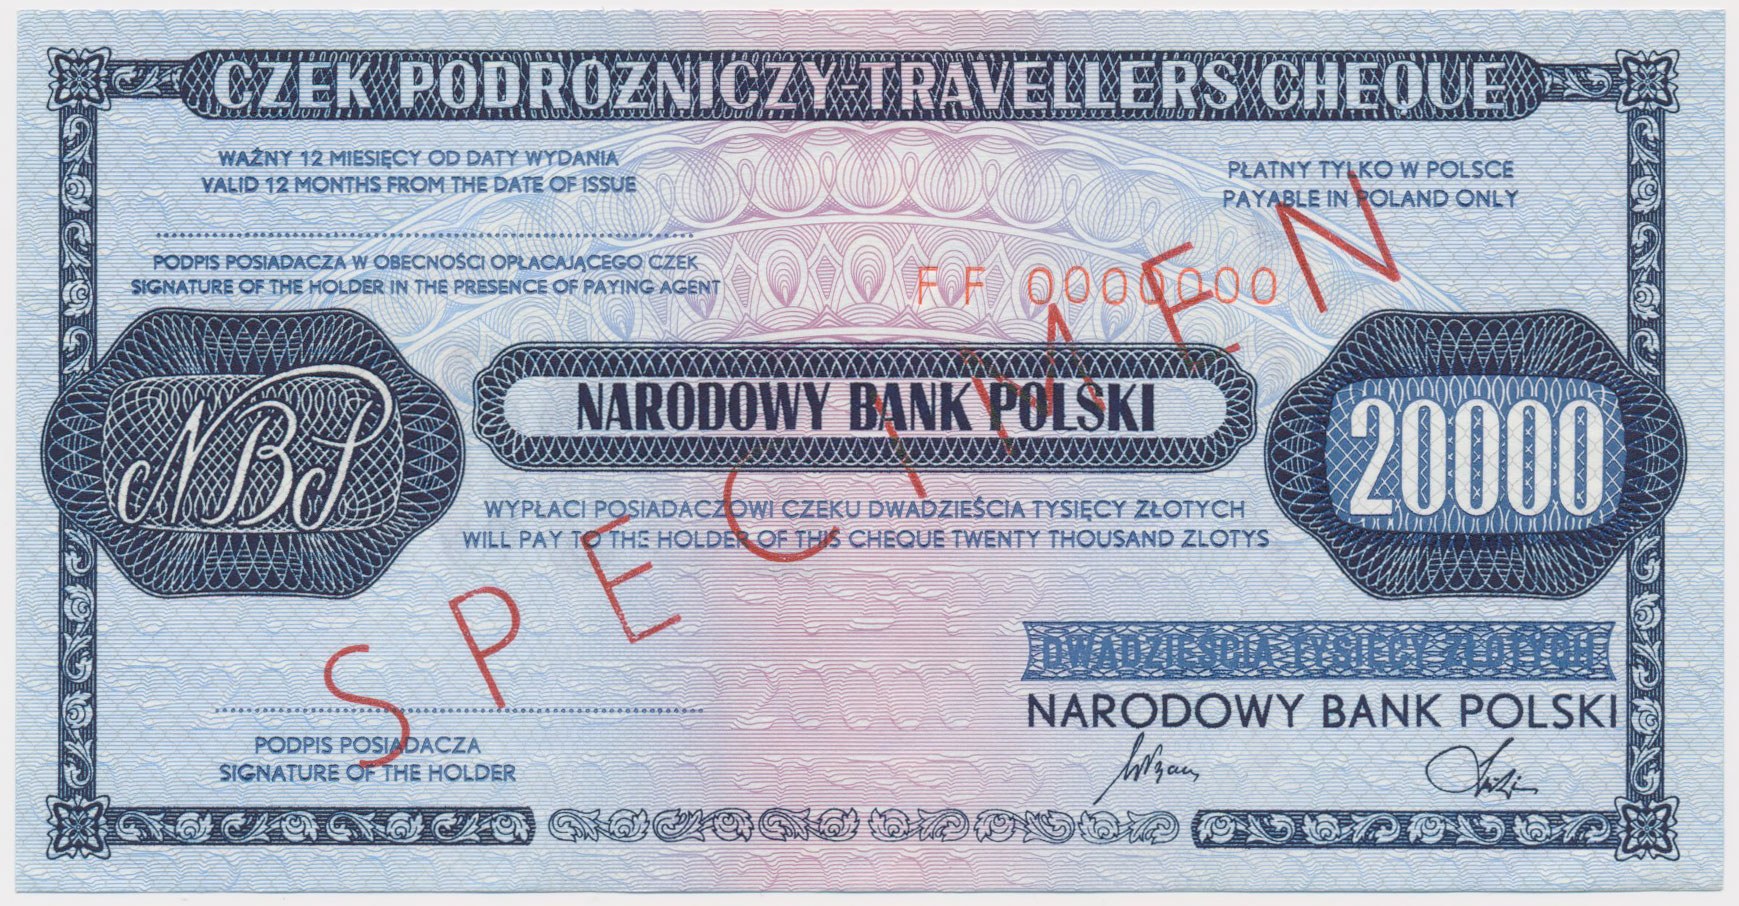 CZEK PODRÓŻNICZY-TRAVELLERS CHEQUE
WAŻNY 12 MIESIĘCY OD DATY WYDANIA
VALID 12 MONTHS FROM THE DATE OF ISSUE
PŁATNY TYLKO W POLSCE
PAYABLE IN POLAND ONLY
PODPIS POSIADACZA W OBECNOŚCI OPŁACAJĄCEGO CZEK
SIGNATURE OF THE HOLDER IN THE PRESENCE OF PAYING AGENT
FF 0000000
NBP
NARODOWY BANK POLSKI
20000
WYPŁACI POSIADACZOWI CZEKU DWADZIEŚCIA TYSIĘCY ZŁOTYCH
WILL PAY TO THE HOLDER OF THIS CHEQUE TWENTY THOUSAND ZLOTYS
SPECIMEN
DWADZIEŚCIA TYSIĘCY ZŁOTYCH
NARODOWY BANK POLSKI
PODPIS POSIADACZA
SIGNATURE OF THE HOLDER